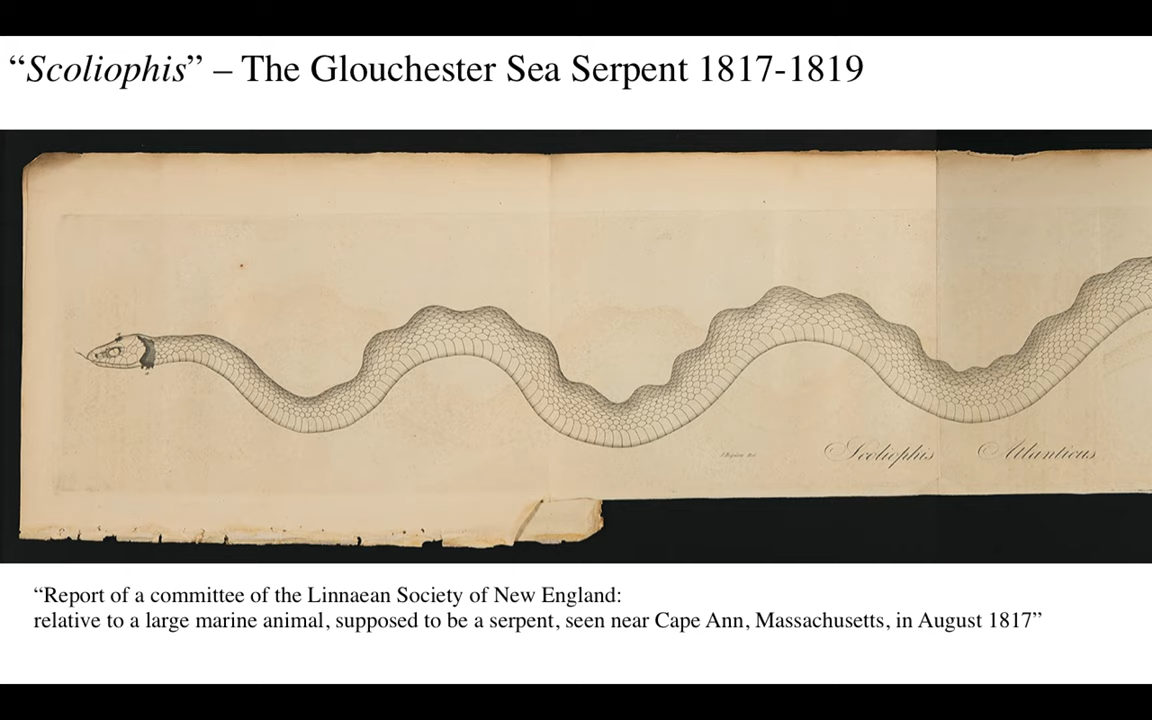 “Scoliophis” – The Glouchester Sea Serpent 1817-1819
Scoliophis Atlanticus
“Report of a committee of the Linnaean Society of New England:
relative to a large marine animal, supposed to be a serpent, seen near Cape Ann, Massachusetts, in August 1817”